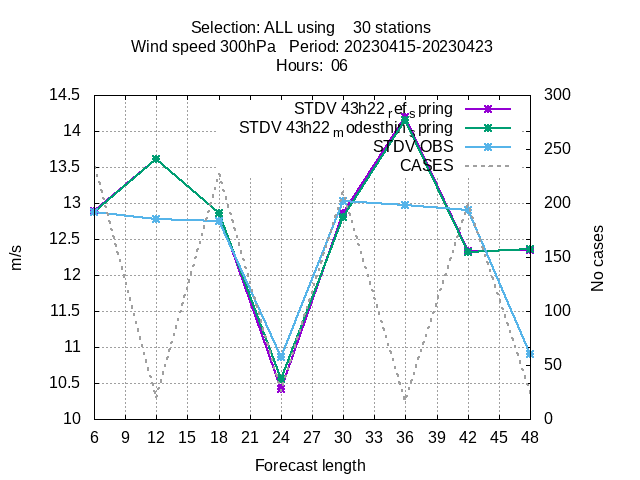 Selection: ALL using    30 stations
Wind speed 300hPa   Period: 20230415-20230423
Hours:  06
14.5
14
13.5
13
12.5
12
11.5
11
10.5
10
300
250
200
150
100
50
0
STDV 43h22_ref_spring
STDV 43h22_modesthin_spring
STDV OBS
CASES
m/s
No cases
6 9 12 15 18 21 24 27 30 33 36 39 42 45 48
Forecast length